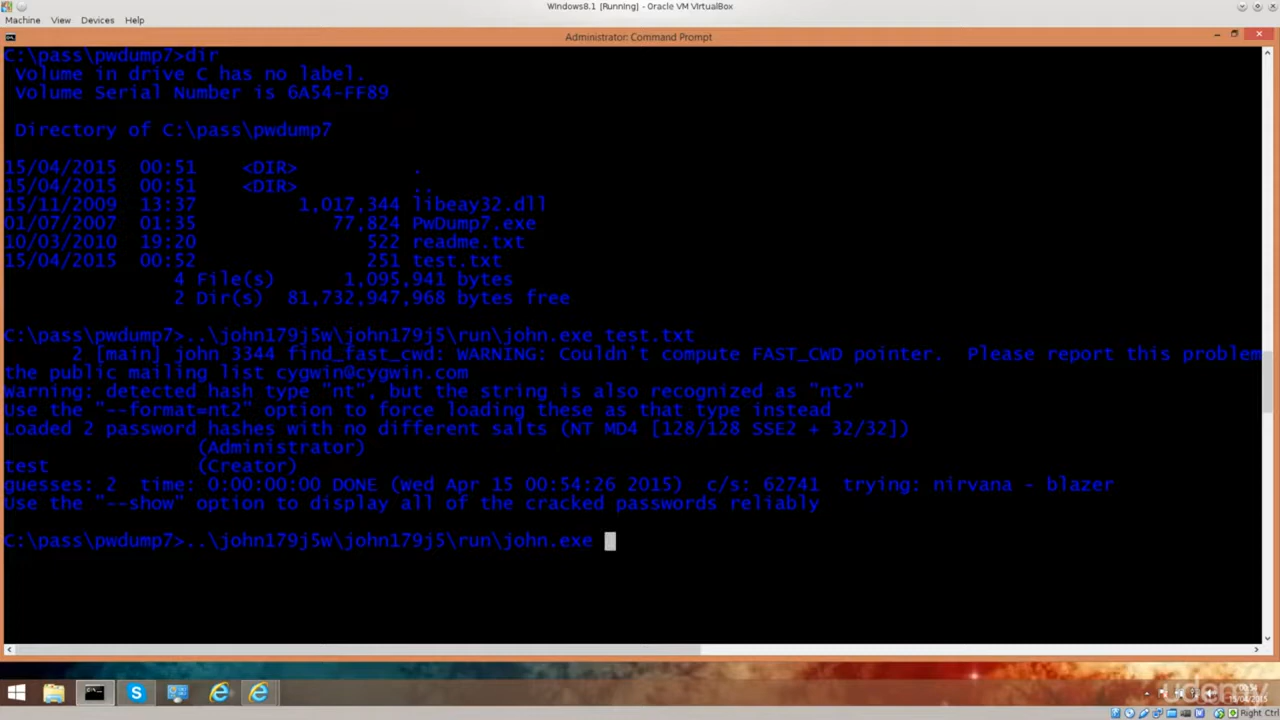 Windows8.1 [Running] - Oracle VM VirtualBox
Machine View Devices Help
Administrator: Command Prompt
C:\pass\pwdump7>dir
Volume in drive C has no label.
Volume Serial Number is 6A54-FF89
Directory of C:\pass\pwdump7
15/04/2015 00:51 <DIR> .
15/04/2015 00:51 <DIR> ..
15/11/2009 13:37 1,017,344 libeay32.dll
01/07/2007 01:35 77,824 PwDump7.exe
10/03/2010 19:20 522 readme.txt
15/04/2015 00:52 251 test.txt
4 File(s) 1,095,941 bytes
2 Dir(s) 81,732,947,968 bytes free
C:\pass\pwdump7>..\john179j5w\john179j5\run\john.exe test.txt
2 [main] john 3344 find_fast_cwd: WARNING: Couldn't compute FAST_CWD pointer. Please report this problem
the public mailing list cygwin@cygwin.com
Warning: detected hash type "nt", but the string is also recognized as "nt2"
Use the "--format=nt2" option to force loading these as that type instead
Loaded 2 password hashes with no different salts (NT MD4 [128/128 SSE2 + 32/32])
(Administrator)
test (Creator)
guesses: 2 time: 0:00:00:00 DONE (Wed Apr 15 00:54:26 2015) c/s: 62741 trying: nirvana - blazer
Use the "--show" option to display all of the cracked passwords reliably
C:\pass\pwdump7>..\john179j5w\john179j5\run\john.exe
00:54
15/04/2015
udemy
Right Ctrl